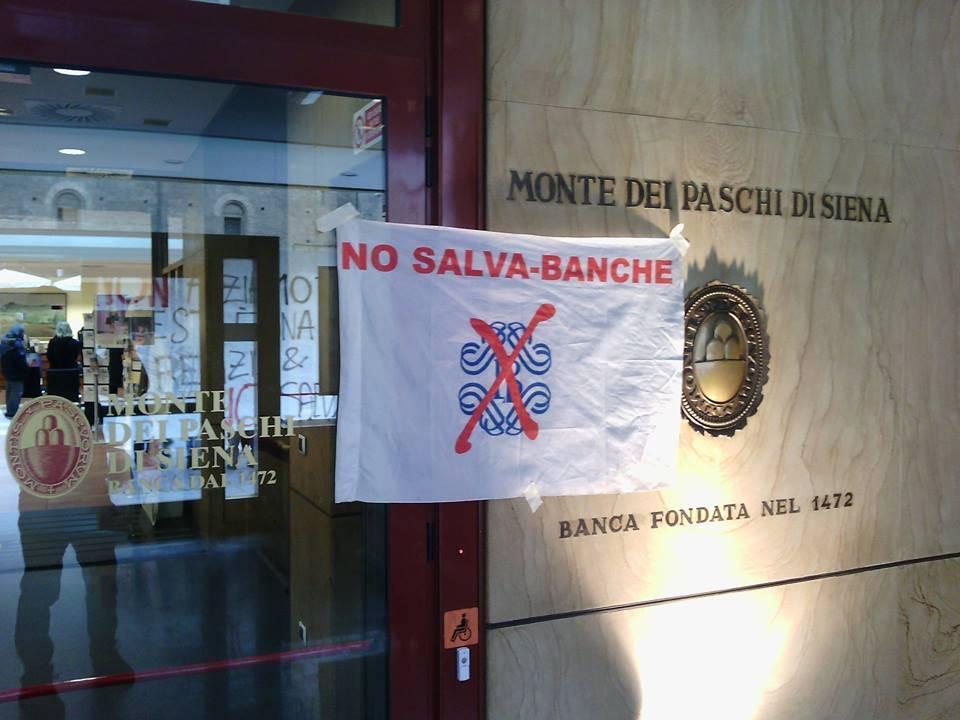 MONTE DEI PASCHI DI SIENA
NO SALVA-BANCHE
BANCA FONDATA NEL 1472
MONTE
DEI PASCHI
DI SIENA
BANCA DAL 1472
NON
&